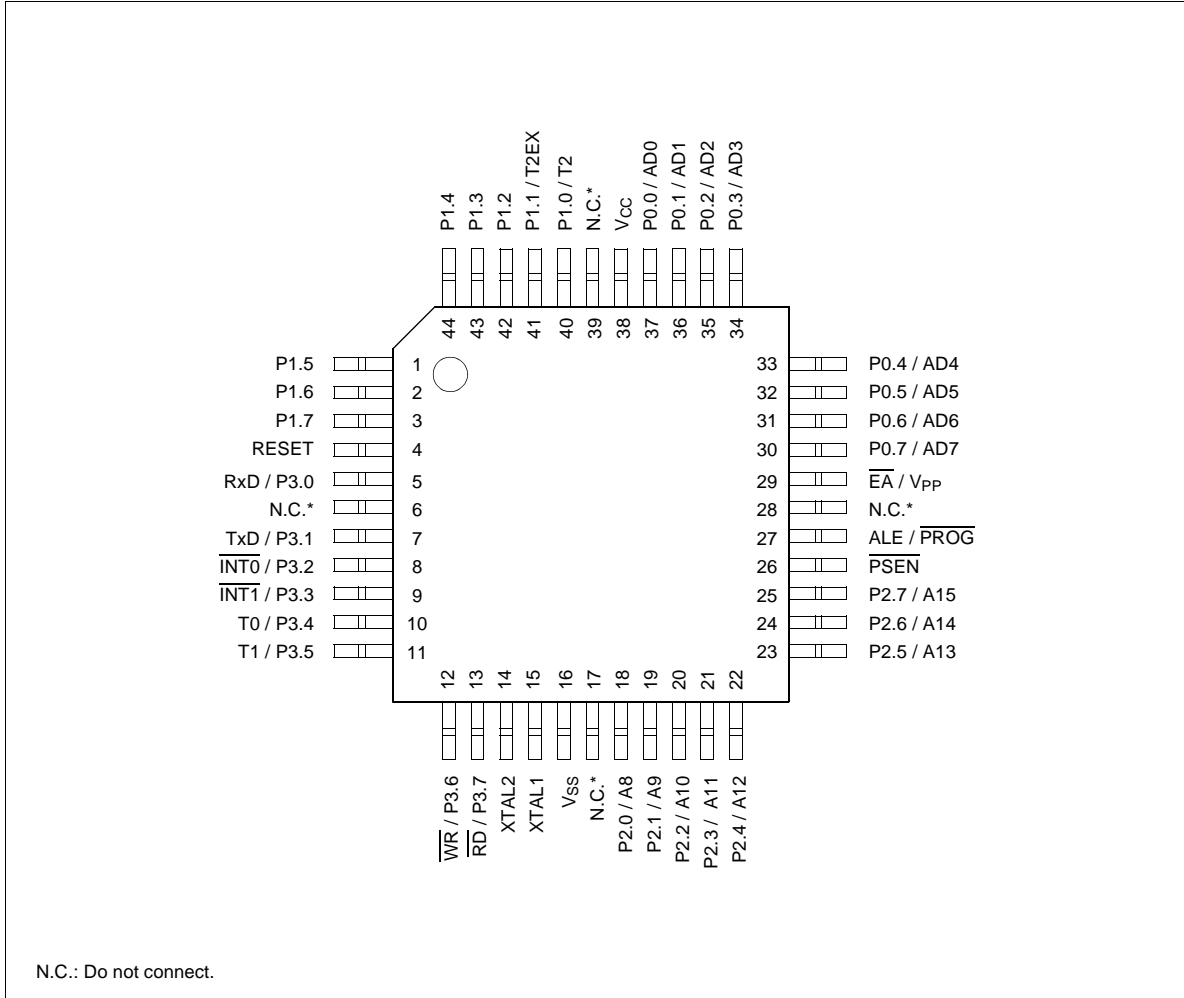 P1.4
P1.3
P1.2
P1.1 / T2EX
P1.0 / T2
N.C.*
VCC
P0.0 / AD0
P0.1 / AD1
P0.2 / AD2
P0.3 / AD3
44
43
42
41
40
39
38
37
36
35
34
P1.5 1
P1.6 2
P1.7 3
RESET 4
RxD / P3.0 5
N.C.* 6
TxD / P3.1 7
INT0 / P3.2 8
INT1 / P3.3 9
T0 / P3.4 10
T1 / P3.5 11
33 P0.4 / AD4
32 P0.5 / AD5
31 P0.6 / AD6
30 P0.7 / AD7
29 EA / VPP
28 N.C.*
27 ALE / PROG
26 PSEN
25 P2.7 / A15
24 P2.6 / A14
23 P2.5 / A13
12
13
14
15
16
17
18
19
20
21
22
WR / P3.6
RD / P3.7
XTAL2
XTAL1
VSS
N.C.*
P2.0 / A8
P2.1 / A9
P2.2 / A10
P2.3 / A11
P2.4 / A12
N.C.: Do not connect.